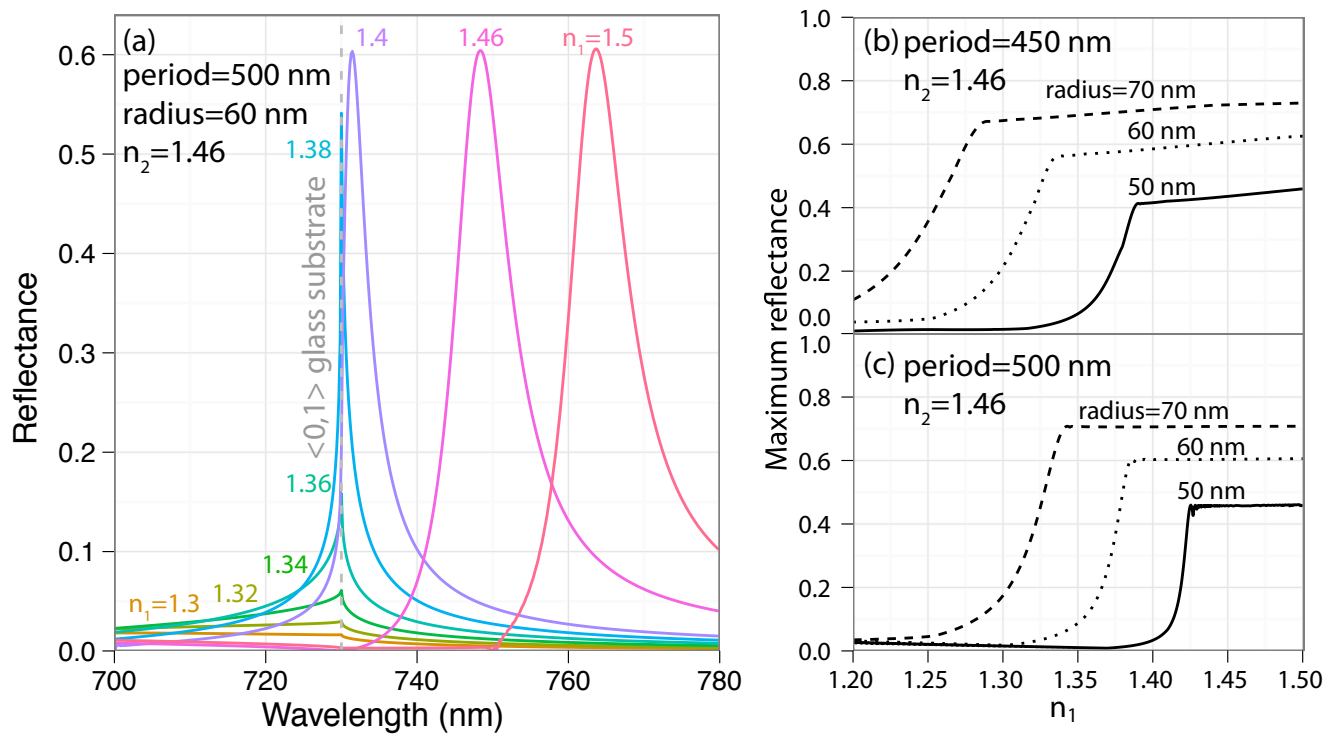 (a)
period=500 nm
radius=60 nm
n₂=1.46
1.4
1.46
n₁=1.5
1.38
<0,1> glass substrate
1.36
1.34
1.32
n₁=1.3
Reflectance
0.6
0.5
0.4
0.3
0.2
0.1
0.0
700
720
740
760
780
Wavelength (nm)
Maximum reflectance
(b) period=450 nm
n₂=1.46
radius=70 nm
60 nm
50 nm
1.0
0.8
0.6
0.4
0.2
0.0
(c) period=500 nm
n₂=1.46
radius=70 nm
60 nm
50 nm
1.0
0.8
0.6
0.4
0.2
0.0
1.20
1.25
1.30
1.35
1.40
1.45
1.50
n₁